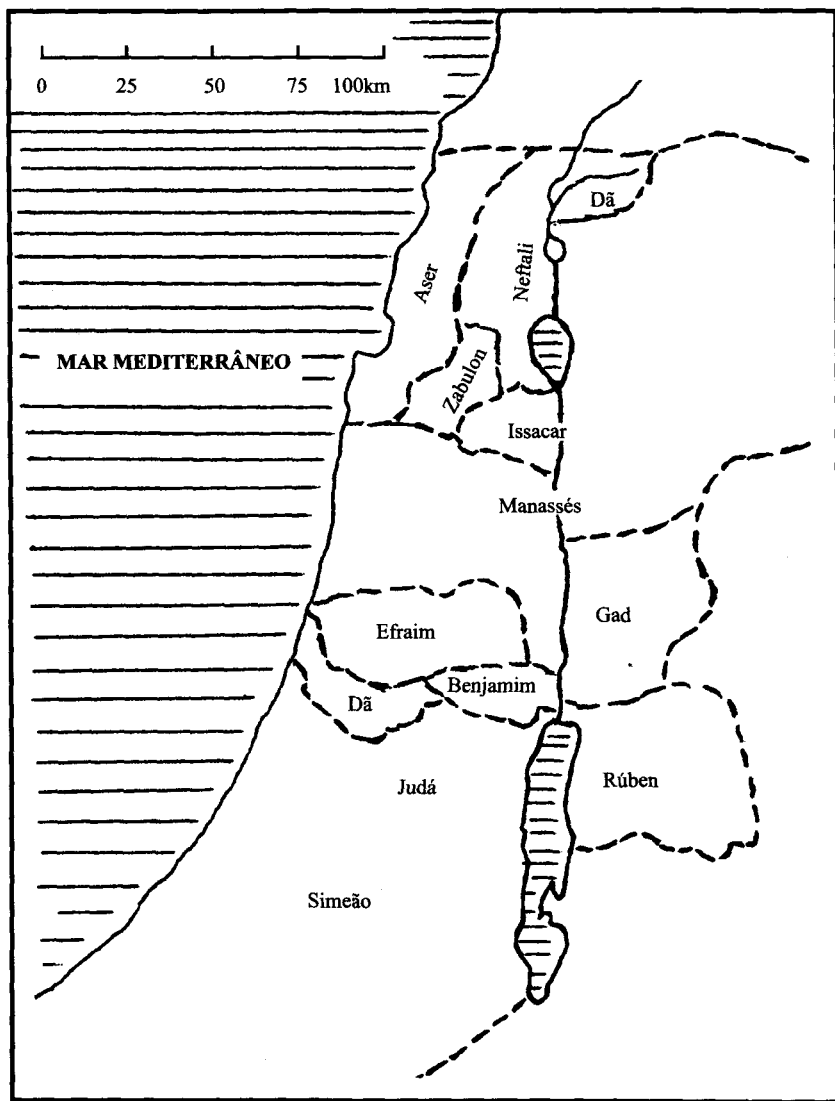 0 25 50 75 100km
Dã
Aser
Neftali
MAR MEDITERRÂNEO
Zabulon
Issacar
Manassés
Gad
Efraim
Benjamim
Dã
Judá
Rúben
Simeão